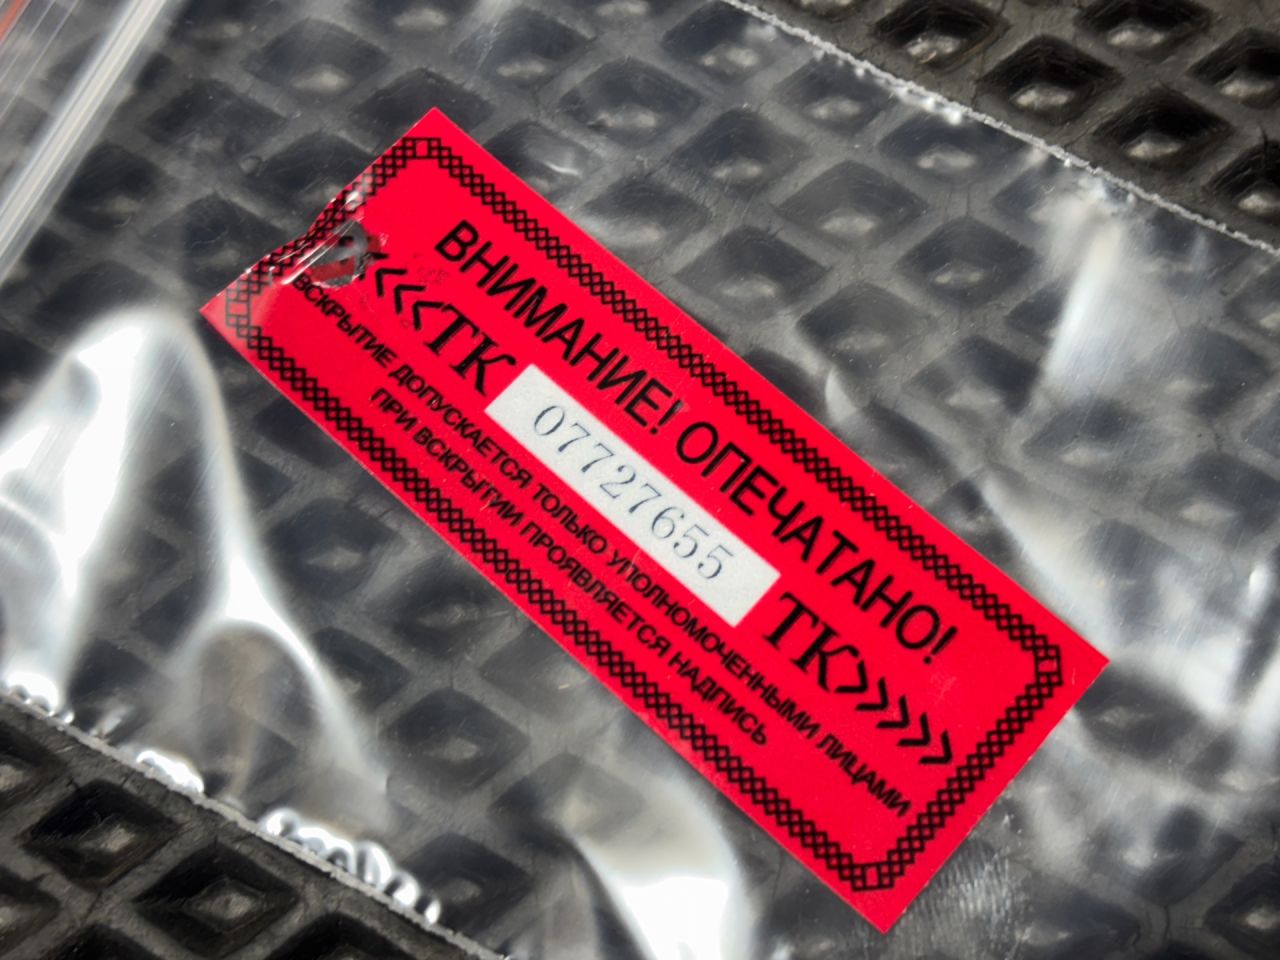 ВНИМАНИЕ! ОПЕЧАТАНО!
<<<ТК 07727655 ТК>>>>>
ВСКРЫТИЕ ДОПУСКАЕТСЯ ТОЛЬКО УПОЛНОМОЧЕННЫМИ ЛИЦАМИ
ПРИ ВСКРЫТИИ ПРОЯВЛЯЕТСЯ НАДПИСЬ